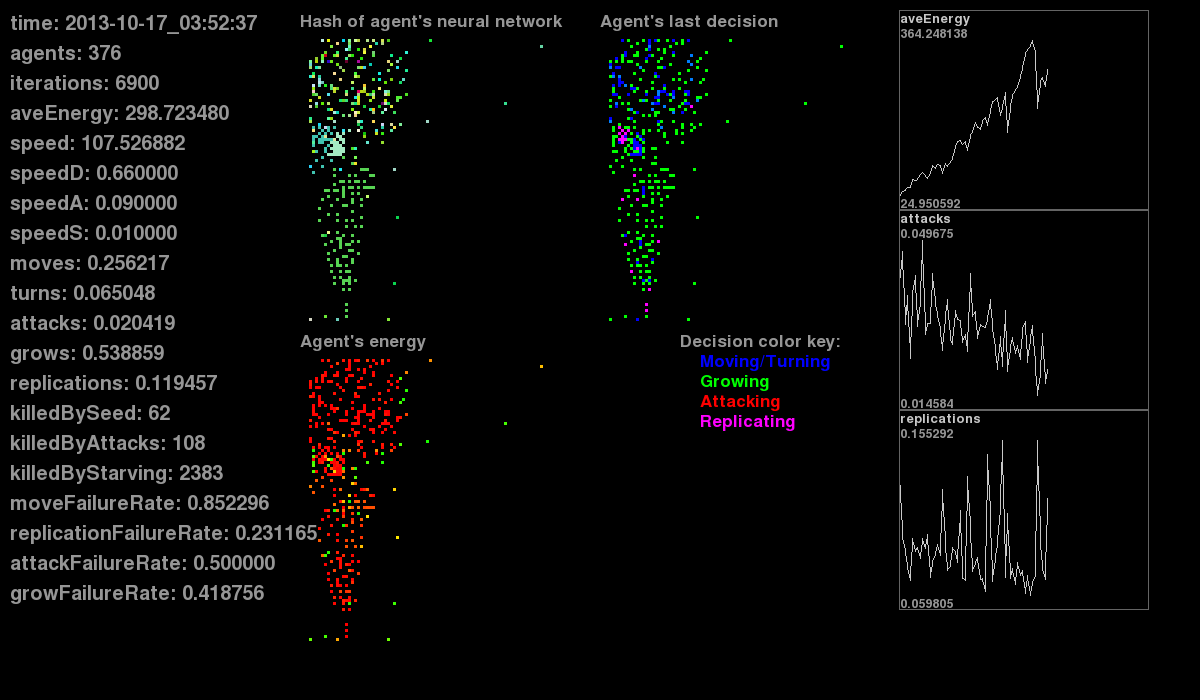 time: 2013-10-17_03:52:37
agents: 376
iterations: 6900
aveEnergy: 298.723480
speed: 107.526882
speedD: 0.660000
speedA: 0.090000
speedS: 0.010000
moves: 0.256217
turns: 0.065048
attacks: 0.020419
grows: 0.538859
replications: 0.119457
killedBySeed: 62
killedByAttacks: 108
killedByStarving: 2383
moveFailureRate: 0.852296
replicationFailureRate: 0.231165
attackFailureRate: 0.500000
growFailureRate: 0.418756
Hash of agent's neural network
Agent's last decision
Agent's energy
Decision color key:
Moving/Turning
Growing
Attacking
Replicating
aveEnergy
364.248138
24.950592
attacks
0.049675
0.014584
replications
0.155292
0.059805